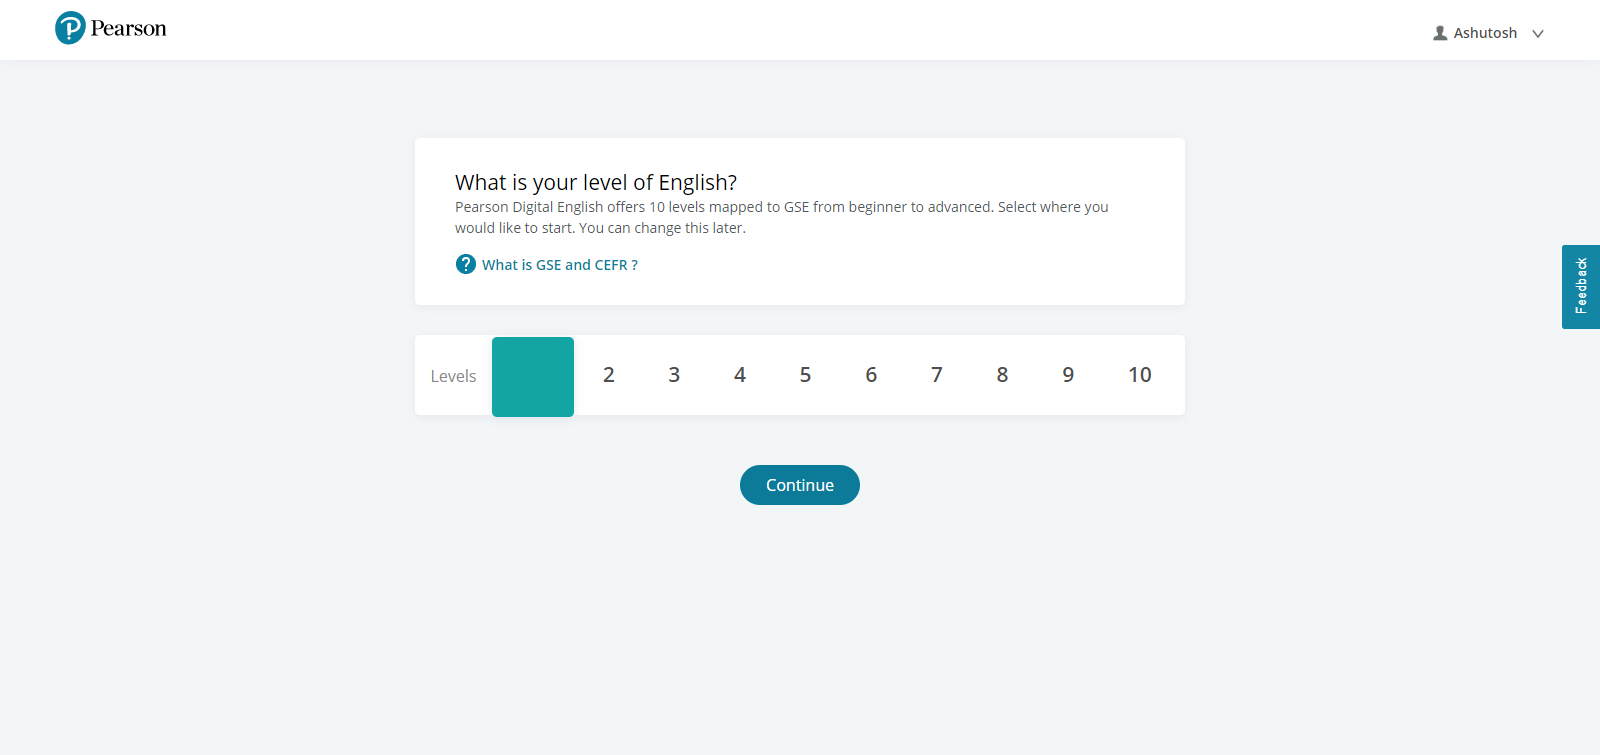 Pearson
Ashutosh
What is your level of English?
Pearson Digital English offers 10 levels mapped to GSE from beginner to advanced. Select where you
would like to start. You can change this later.
? What is GSE and CEFR ?
Feedback
Levels 2 3 4 5 6 7 8 9 10
Continue